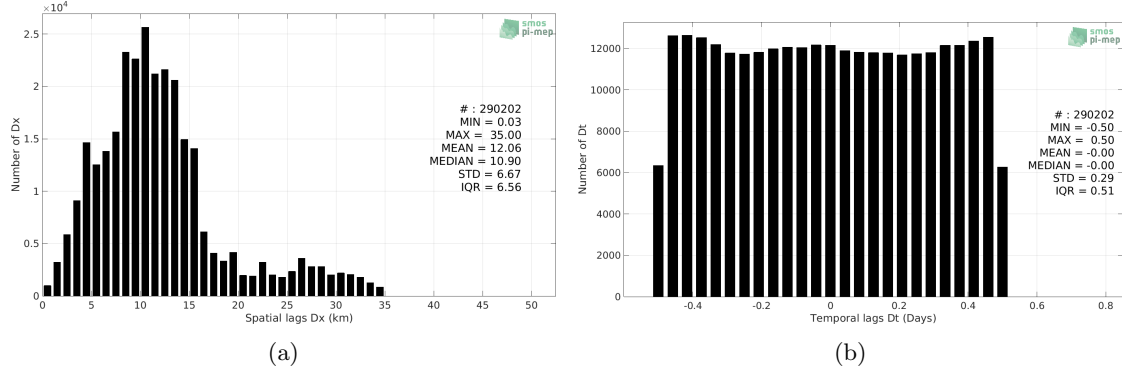 ×10⁴
2.5
2
1.5
1
0.5
0
Number of Dx
smos
pi-mep
# : 290202
MIN = 0.03
MAX = 35.00
MEAN = 12.06
MEDIAN = 10.90
STD = 6.67
IQR = 6.56
0 5 10 15 20 25 30 35 40 45 50
Spatial lags Dx (km)
(a)
12000
10000
8000
6000
4000
2000
0
Number of Dt
smos
pi-mep
# : 290202
MIN = -0.50
MAX = 0.50
MEAN = -0.00
MEDIAN = -0.00
STD = 0.29
IQR = 0.51
-0.4 -0.2 0 0.2 0.4 0.6 0.8
Temporal lags Dt (Days)
(b)